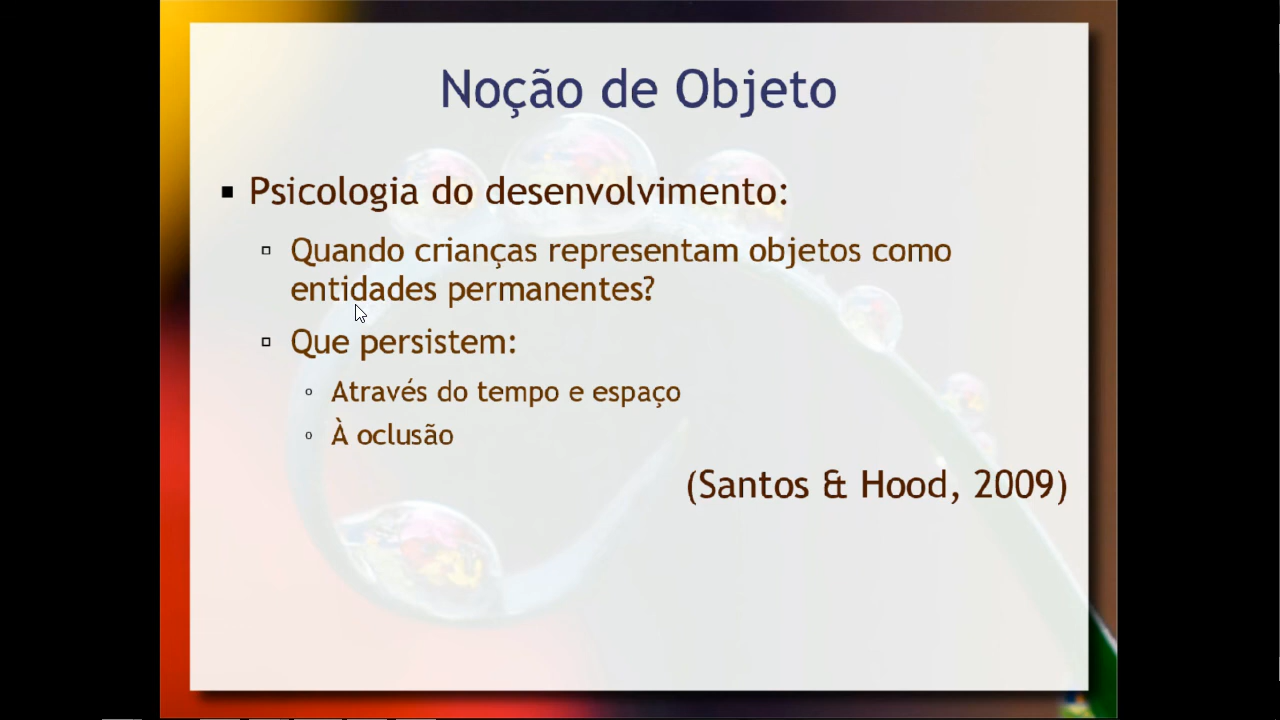 Noção de Objeto
Psicologia do desenvolvimento:
Quando crianças representam objetos como
entidades permanentes?
Que persistem:
Através do tempo e espaço
À oclusão
(Santos & Hood, 2009)